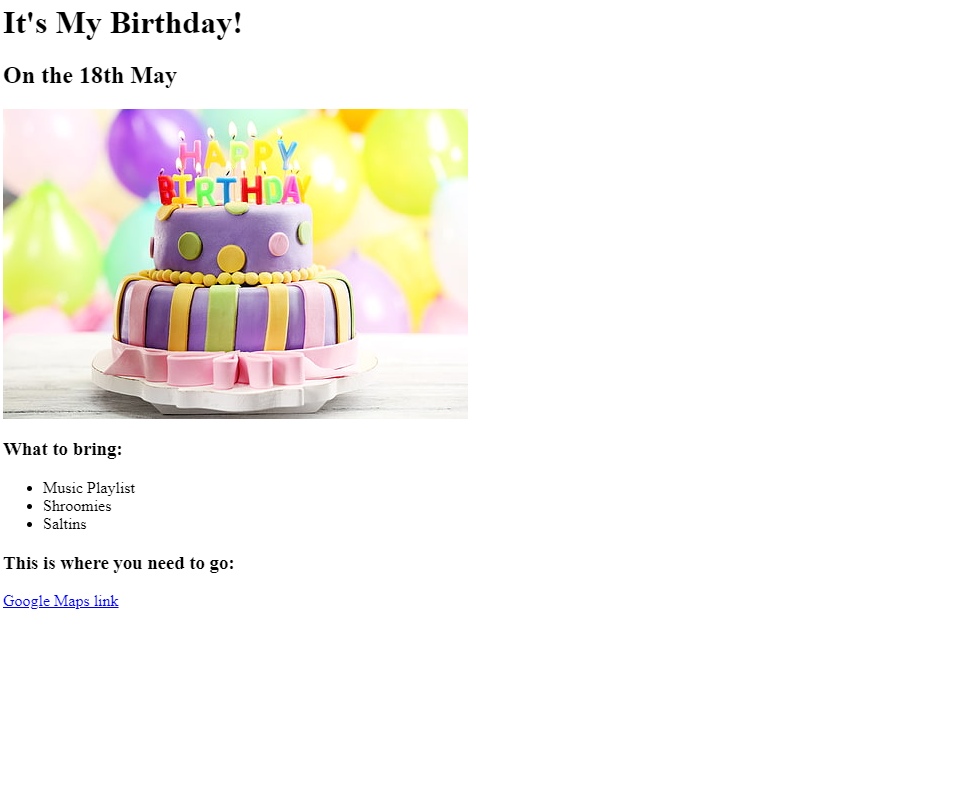 It's My Birthday!
On the 18th May
HAPPY
BIRTHDAY
What to bring:
Music Playlist
Shroomies
Saltins
This is where you need to go:
Google Maps link